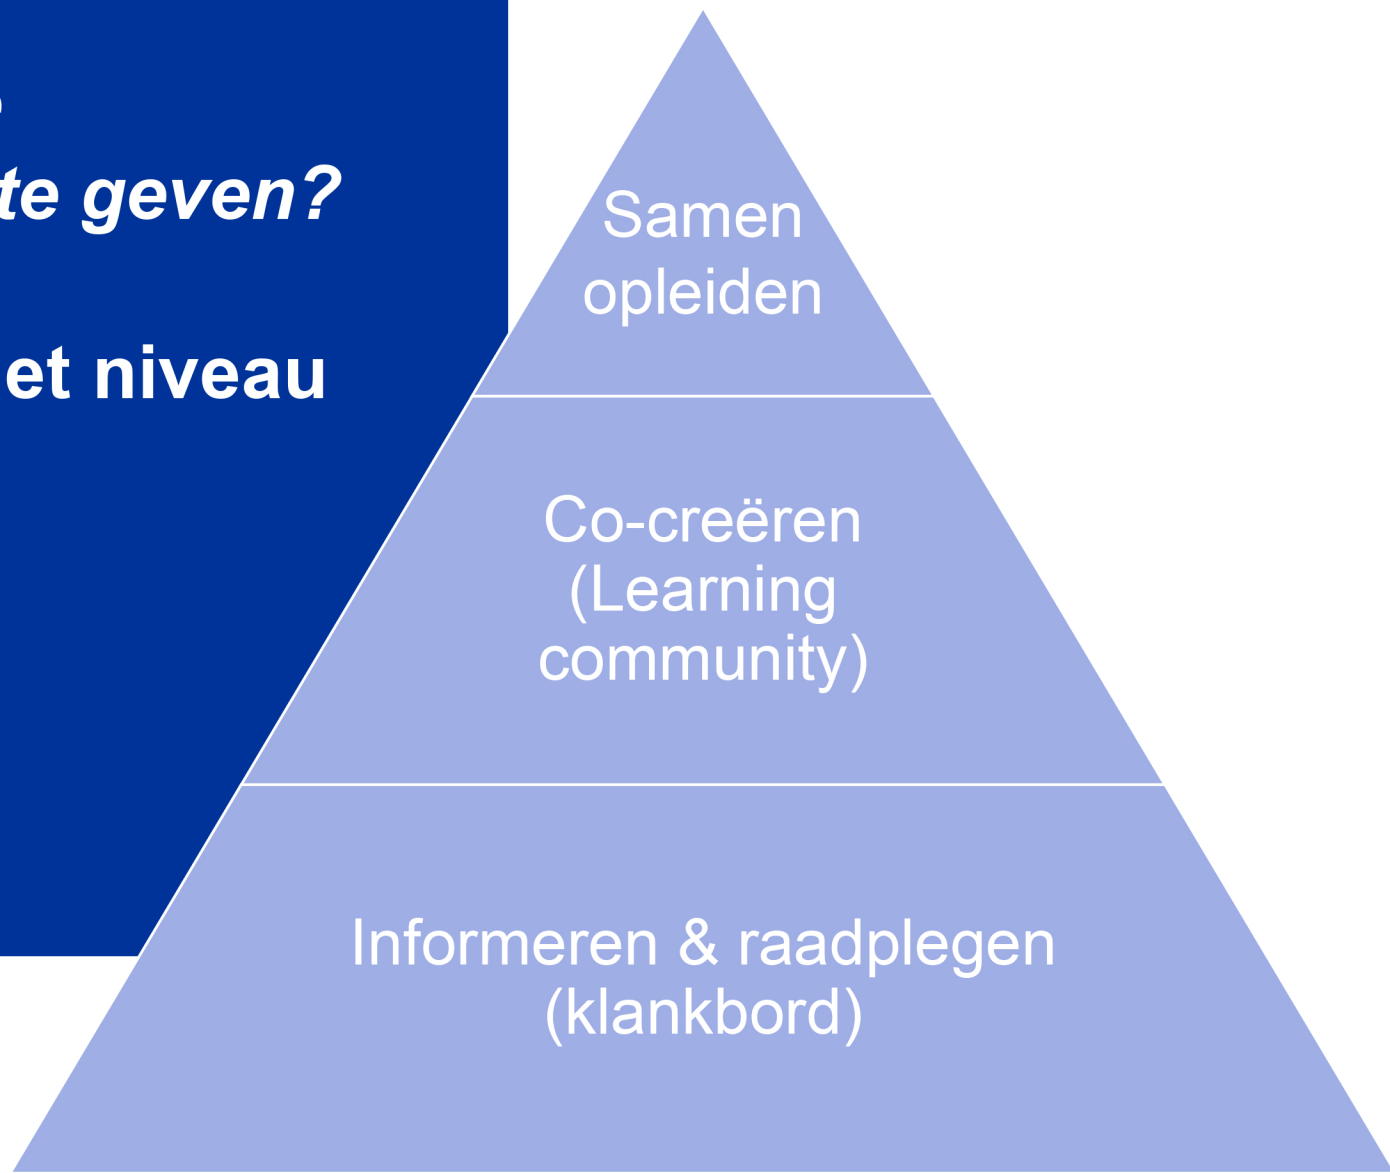 te geven?
et niveau
Samen
opleiden
Co-creëren
(Learning
community)
Informeren & raadplegen
(klankbord)